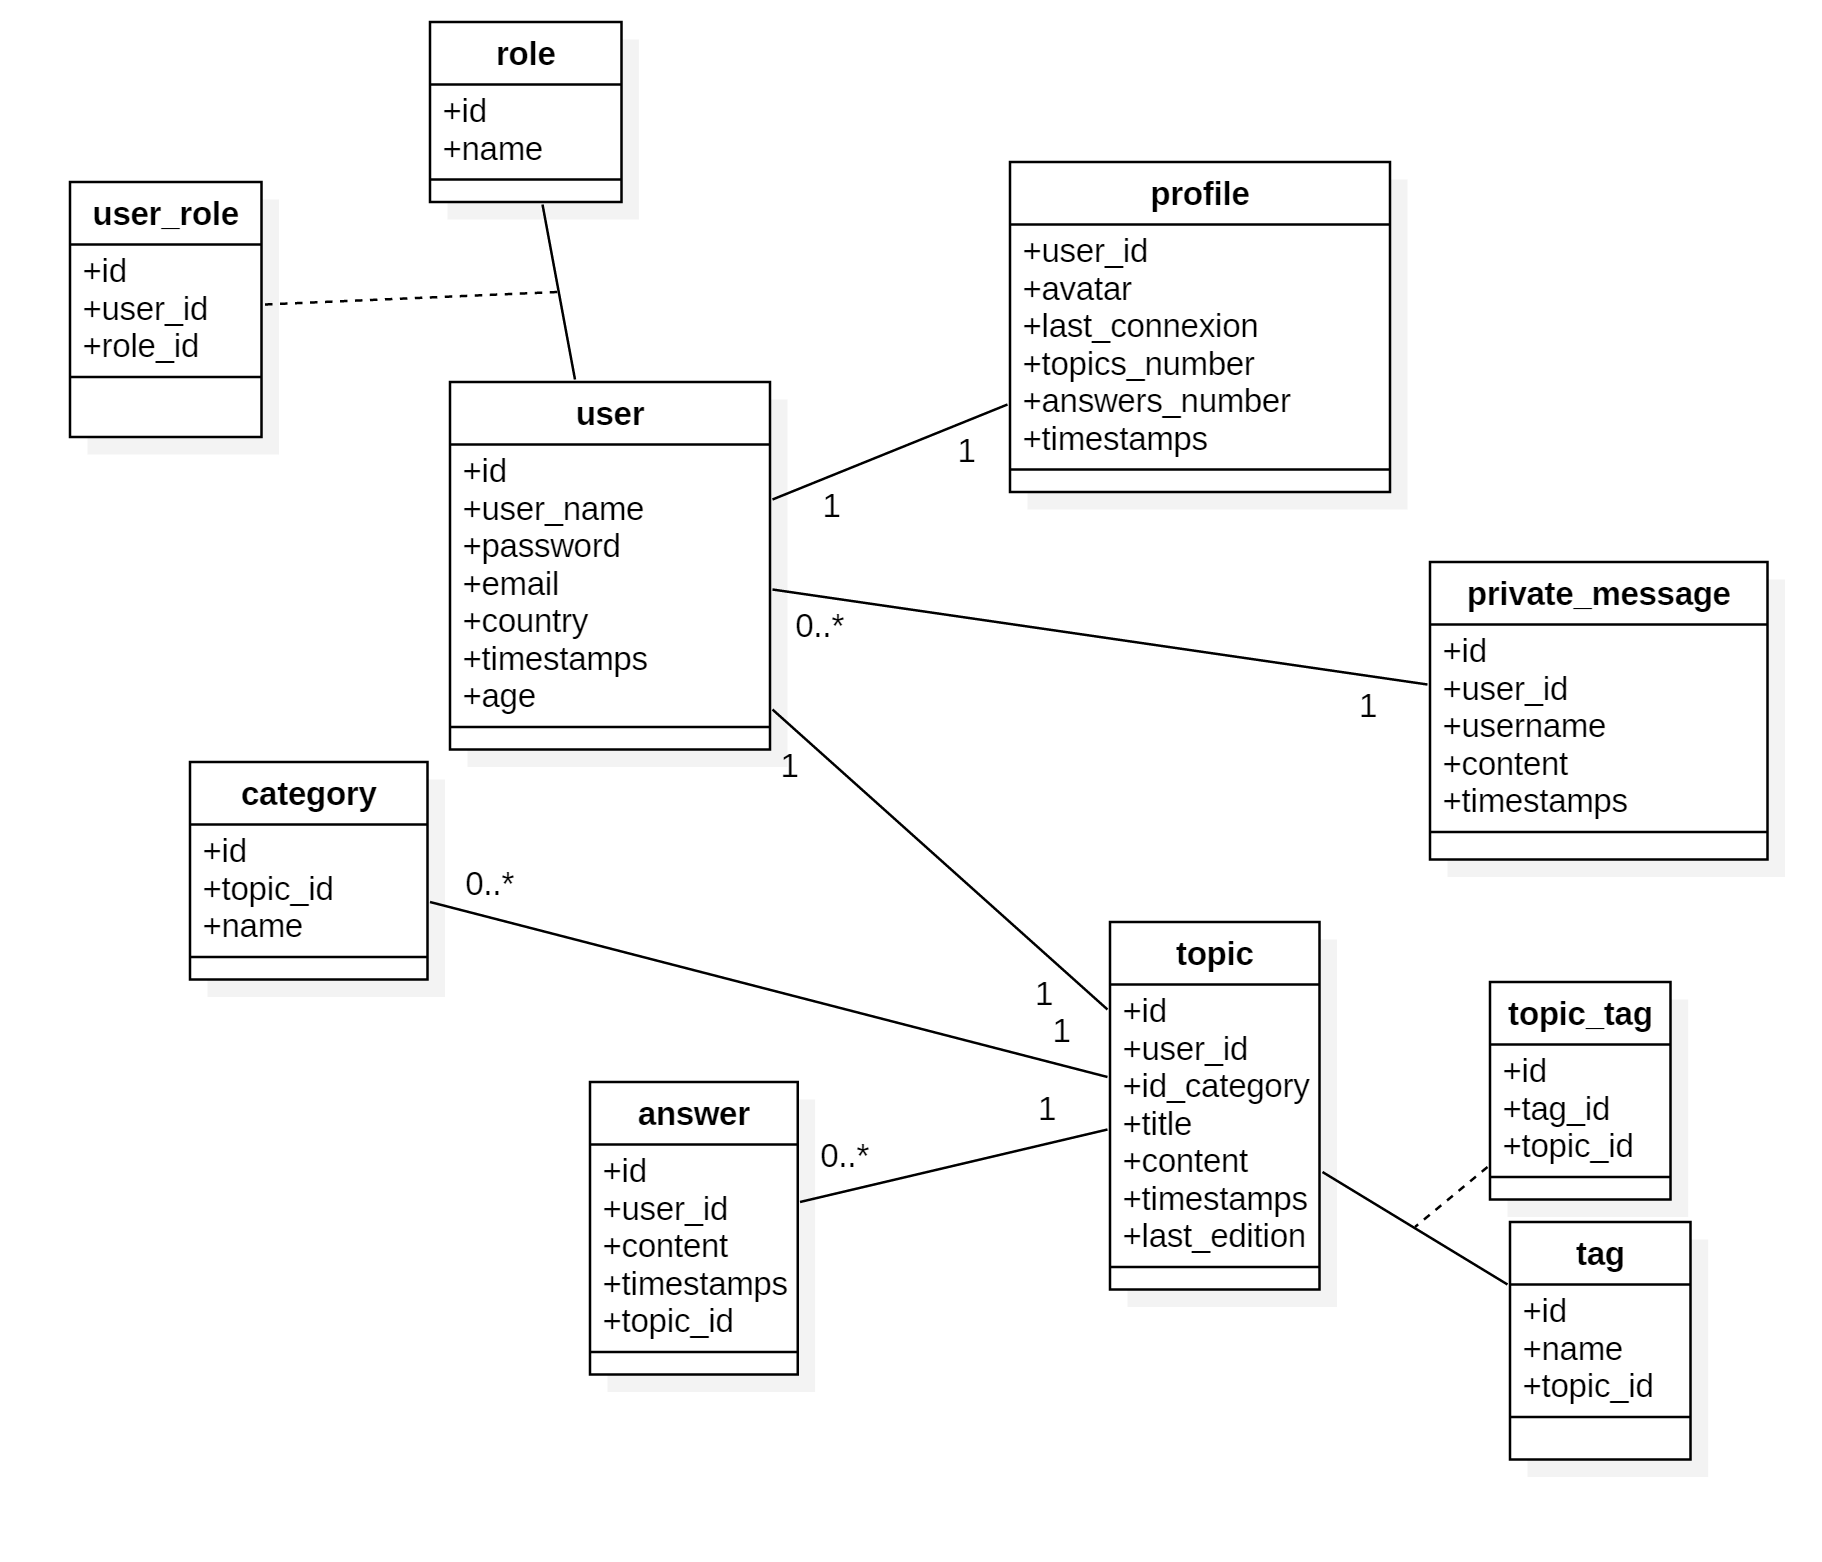 role
+id
+name
user_role
+id
+user_id
+role_id
profile
+user_id
+avatar
+last_connexion
+topics_number
+answers_number
+timestamps
user
+id
+user_name
+password
+email
+country
+timestamps
+age
1
1
0..*
1
private_message
+id
+user_id
+username
+content
+timestamps
1
category
+id
+topic_id
+name
0..*
1
1
topic
+id
+user_id
+id_category
+title
+content
+timestamps
+last_edition
topic_tag
+id
+tag_id
+topic_id
answer
+id
+user_id
+content
+timestamps
+topic_id
0..*
1
tag
+id
+name
+topic_id